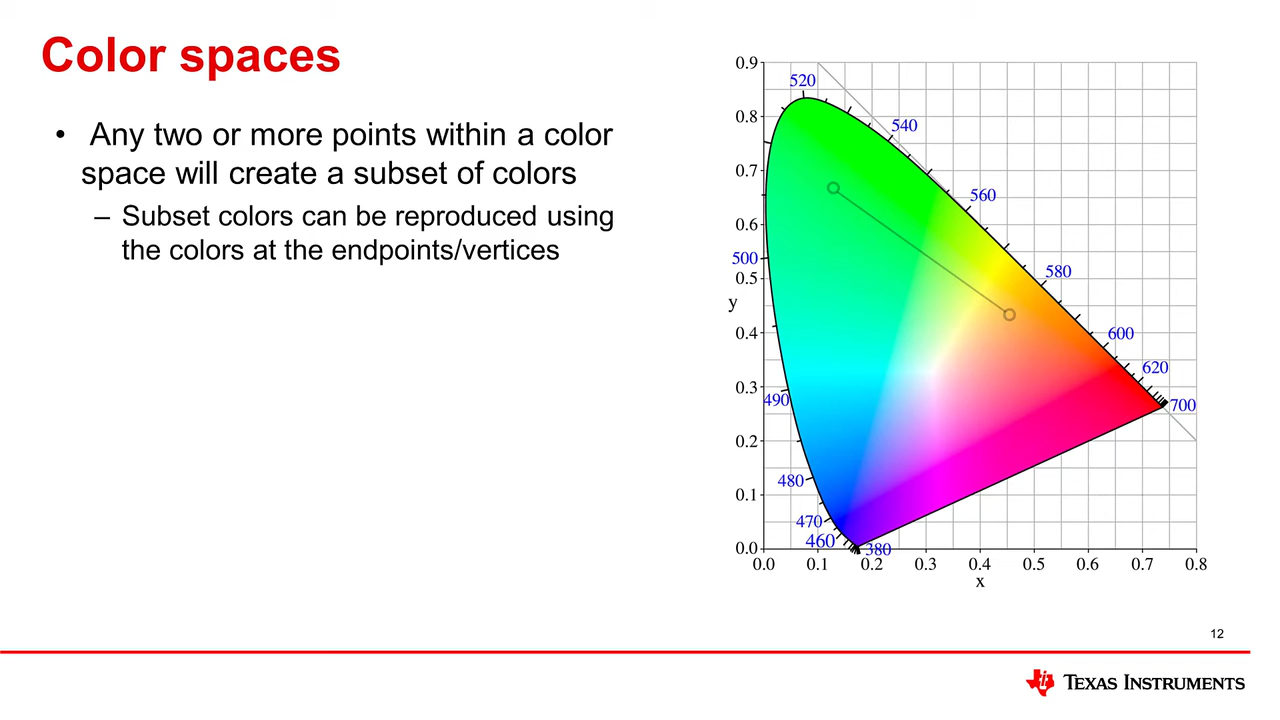 Color spaces
• Any two or more points within a color
space will create a subset of colors
– Subset colors can be reproduced using
the colors at the endpoints/vertices
0.9
0.8
0.7
0.6
0.5
y
0.4
0.3
0.2
0.1
0.0
520
540
560
500
580
600
620
490
700
480
470
460
380
0.0 0.1 0.2 0.3 0.4 0.5 0.6 0.7 0.8
x
12
TEXAS INSTRUMENTS